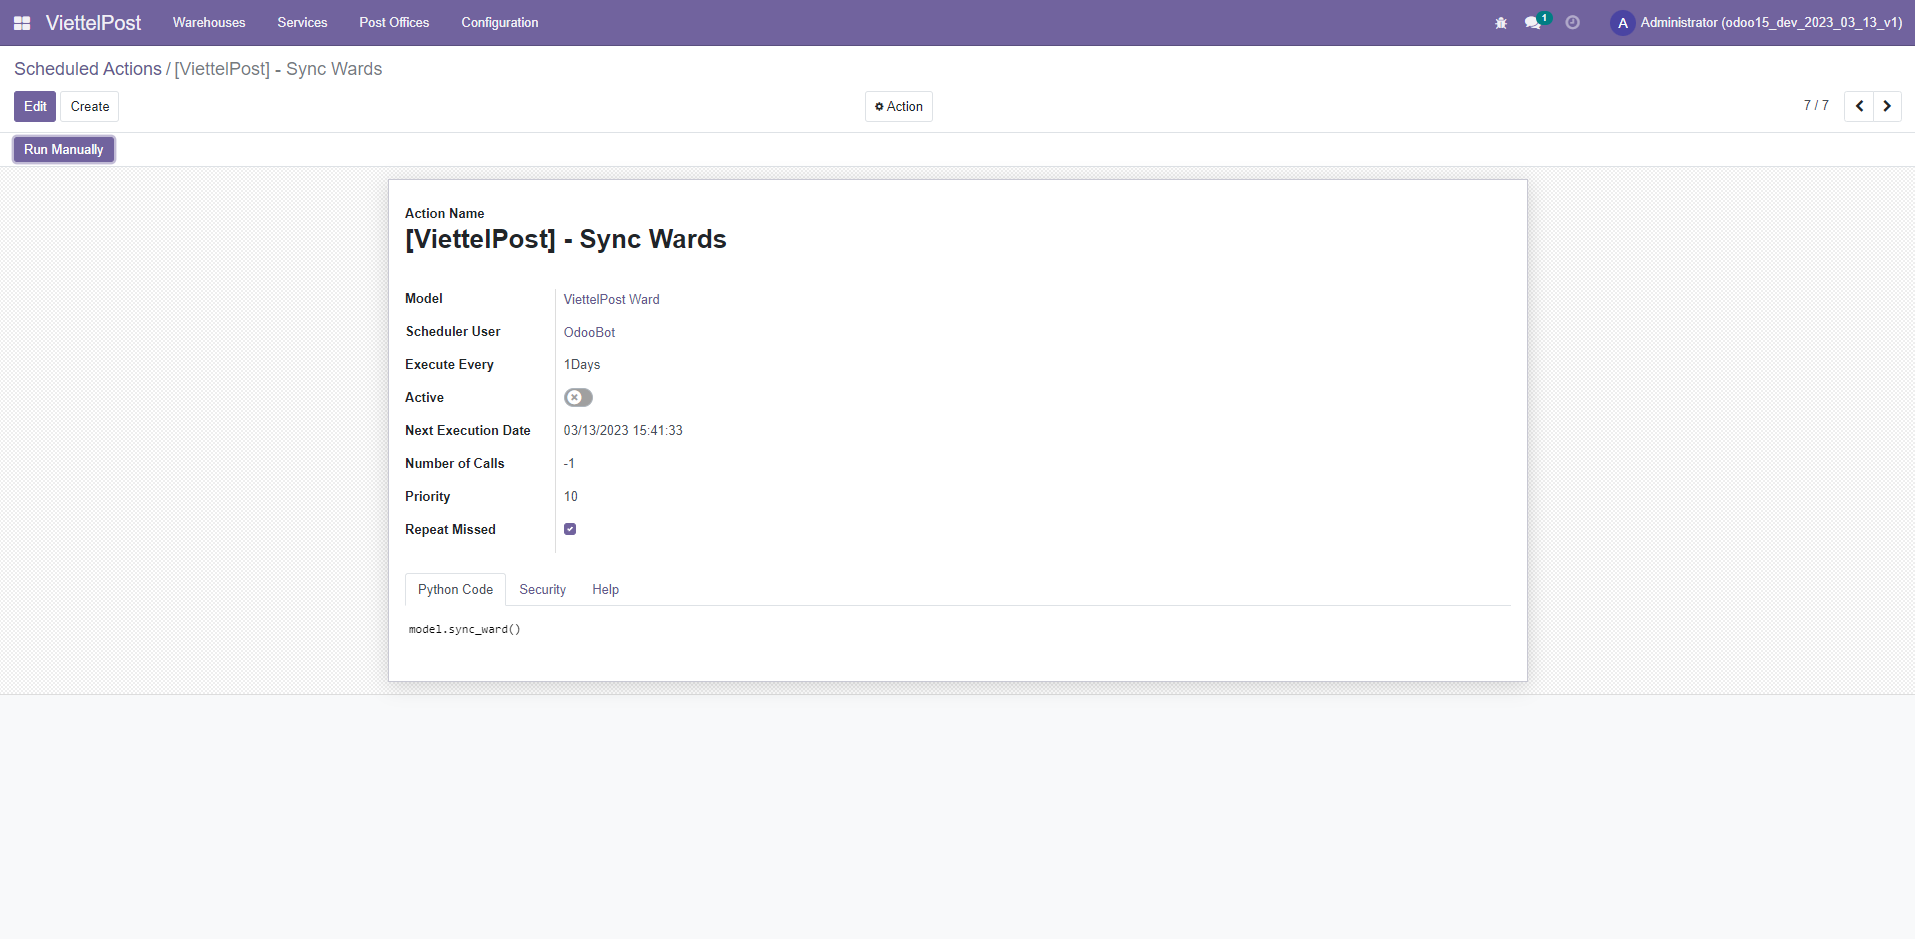 ViettelPost Warehouses Services Post Offices Configuration 1 A Administrator (odoo15_dev_2023_03_13_v1)
Scheduled Actions / [ViettelPost] - Sync Wards
Edit Create Action 7 / 7
Run Manually
Action Name
[ViettelPost] - Sync Wards
Model ViettelPost Ward
Scheduler User OdooBot
Execute Every 1Days
Active
Next Execution Date 03/13/2023 15:41:33
Number of Calls -1
Priority 10
Repeat Missed
Python Code Security Help
model.sync_ward()